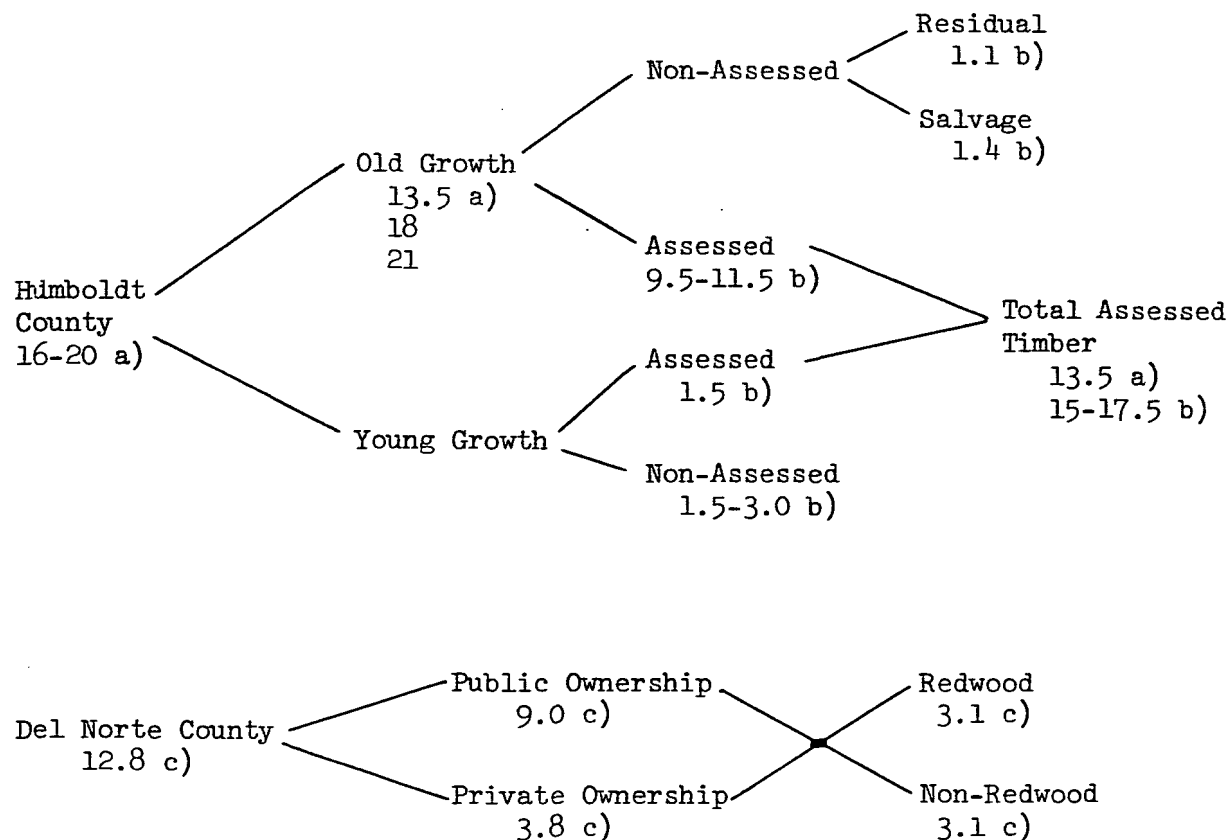 Residual
1.1 b)
Non-Assessed
Salvage
1.4 b)
Old Growth
13.5 a)
18
21
Assessed
9.5-11.5 b)
Humboldt
County
16-20 a)
Total Assessed
Timber
13.5 a)
15-17.5 b)
Assessed
1.5 b)
Young Growth
Non-Assessed
1.5-3.0 b)
Public Ownership
9.0 c)
Redwood
3.1 c)
Del Norte County
12.8 c)
Private Ownership
3.8 c)
Non-Redwood
3.1 c)